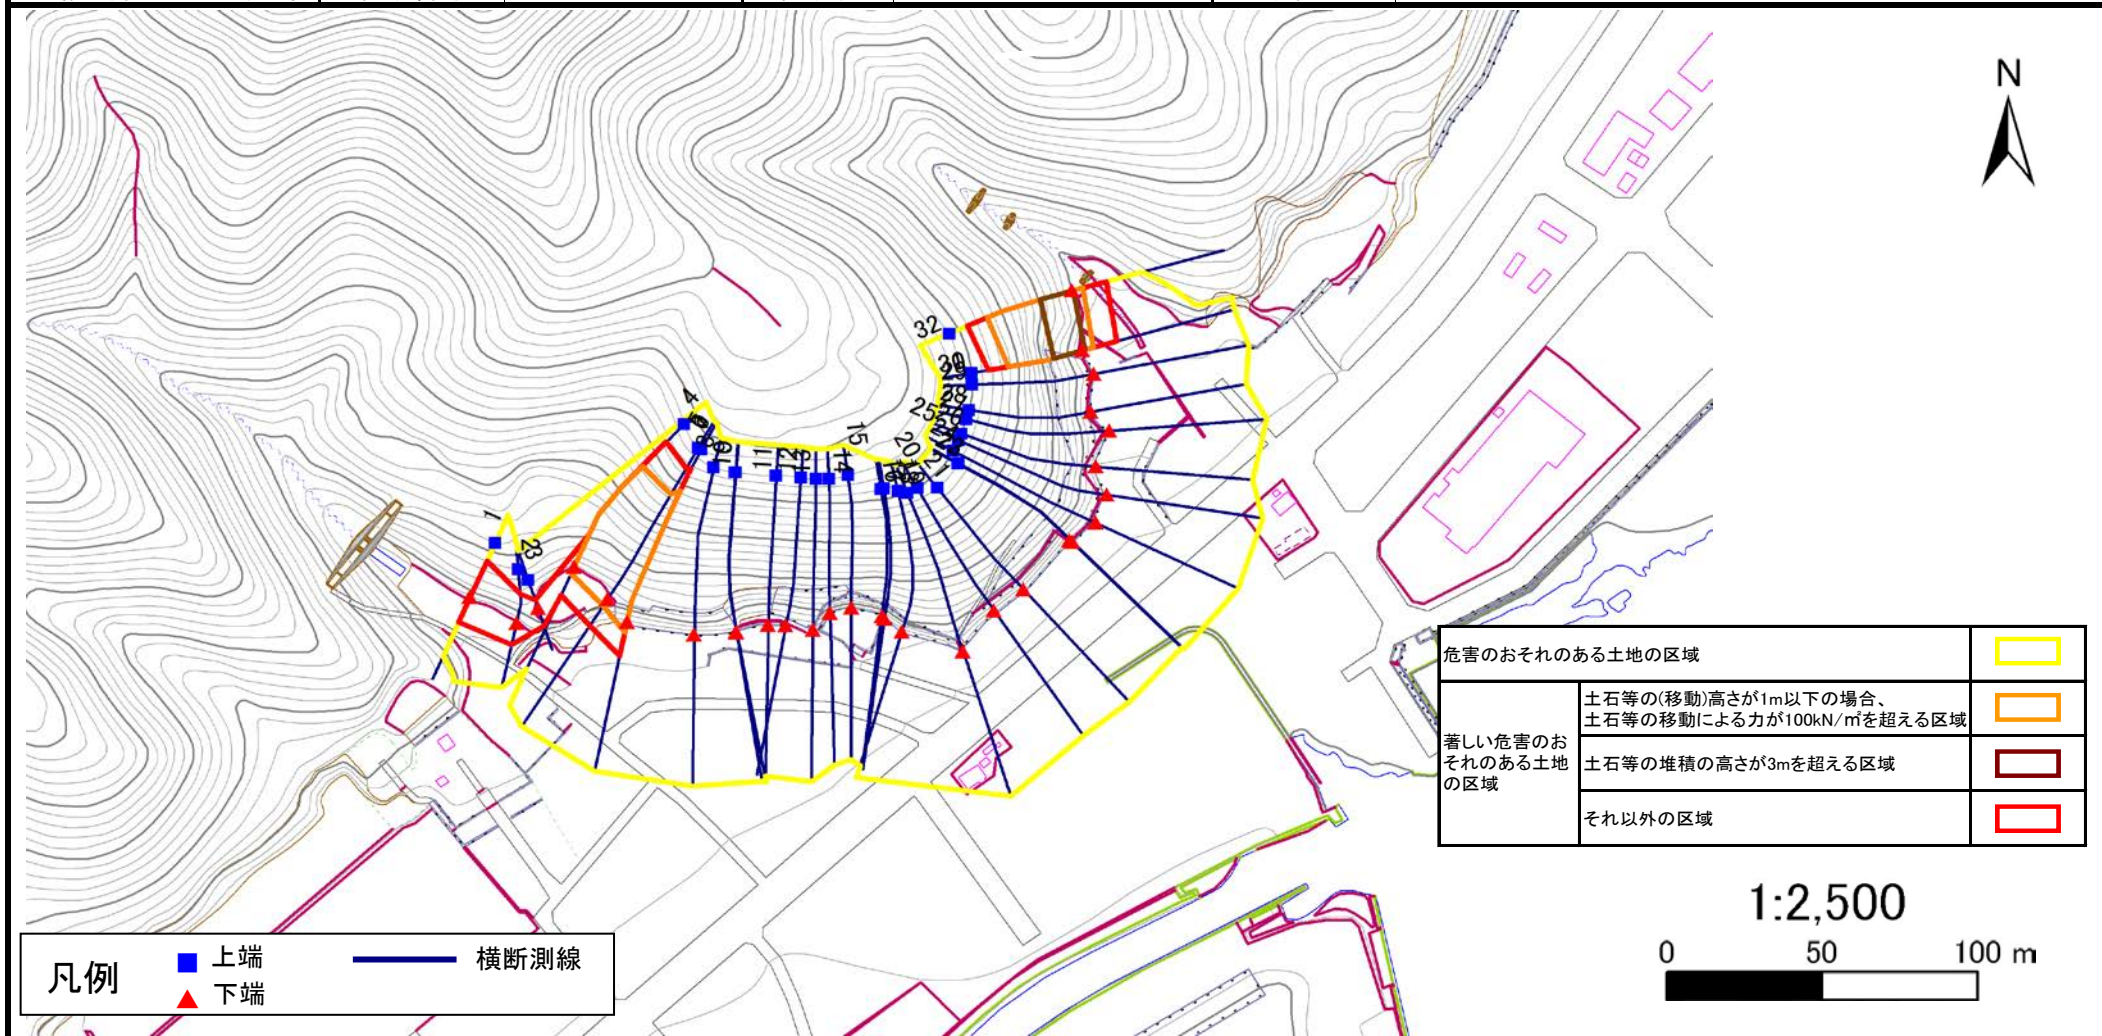 N
32
30
29
28
25
4
10
11
12
13
14
15
20
21
1
23
危害のおそれのある土地の区域
著しい危害のお
それのある土地
の区域
土石等の(移動)高さが1m以下の場合、
土石等の移動による力が100kN/㎡を超える区域
土石等の堆積の高さが3mを超える区域
それ以外の区域
1:2,500
0 50 100 m
凡例
上端
下端
横断測線